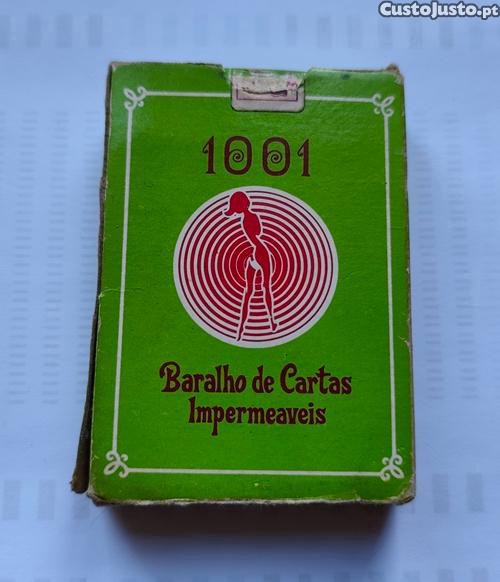 CustoJusto.pt
1001
Baralho de Cartas
Impermeaveis